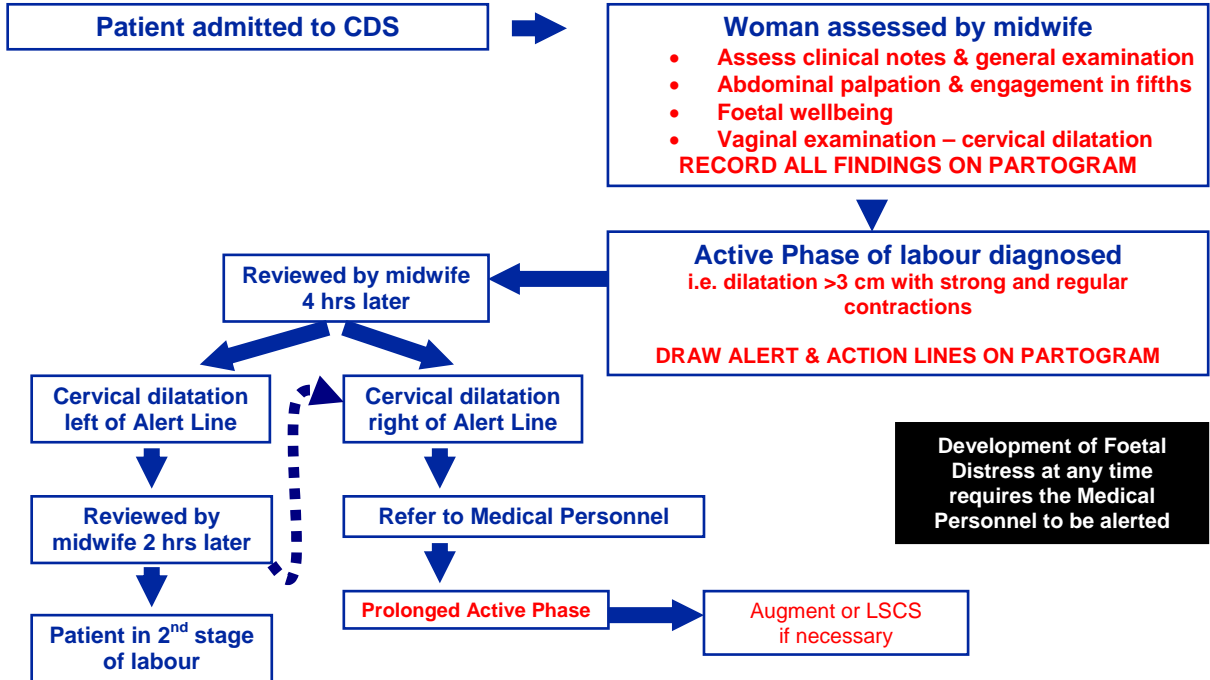 Patient admitted to CDS
Woman assessed by midwife
• Assess clinical notes & general examination
• Abdominal palpation & engagement in fifths
• Foetal wellbeing
• Vaginal examination – cervical dilatation
RECORD ALL FINDINGS ON PARTOGRAM
Active Phase of labour diagnosed
i.e. dilatation >3 cm with strong and regular
contractions
DRAW ALERT & ACTION LINES ON PARTOGRAM
Reviewed by midwife
4 hrs later
Cervical dilatation
left of Alert Line
Cervical dilatation
right of Alert Line
Development of Foetal
Distress at any time
requires the Medical
Personnel to be alerted
Reviewed by
midwife 2 hrs later
Refer to Medical Personnel
Prolonged Active Phase
Augment or LSCS
if necessary
Patient in 2nd stage
of labour